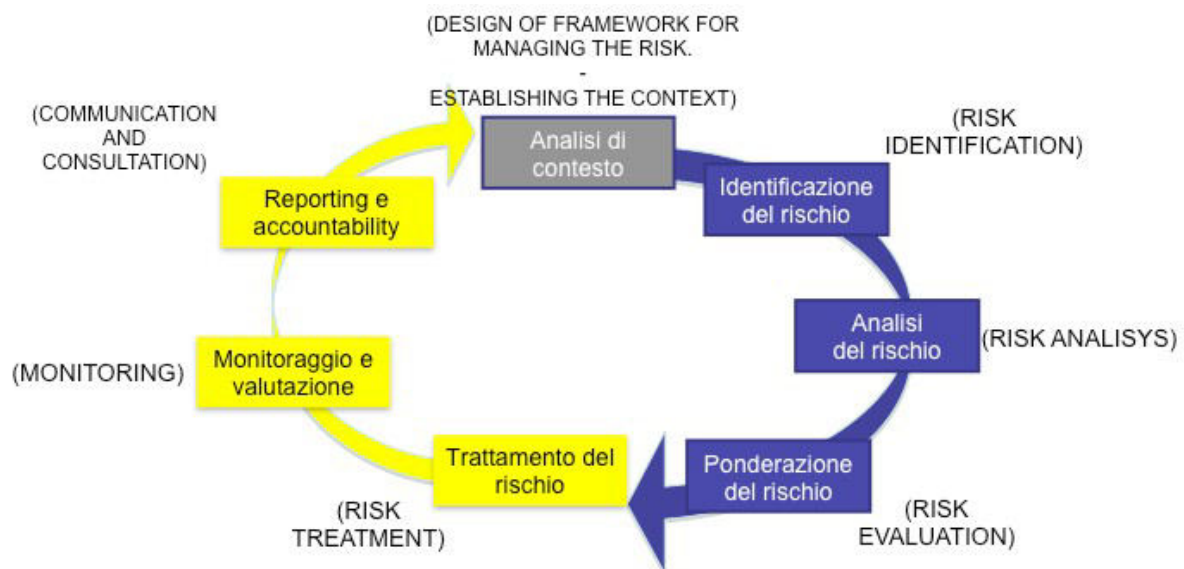 (DESIGN OF FRAMEWORK FOR
MANAGING THE RISK.
-
ESTABLISHING THE CONTEXT)
Analisi di
contesto
(RISK
IDENTIFICATION)
Identificazione
del rischio
Analisi
del rischio
(RISK ANALISYS)
Ponderazione
del rischio
(RISK
EVALUATION)
Trattamento del
rischio
(RISK
TREATMENT)
Monitoraggio e
valutazione
(MONITORING)
Reporting e
accountability
(COMMUNICATION
AND
CONSULTATION)